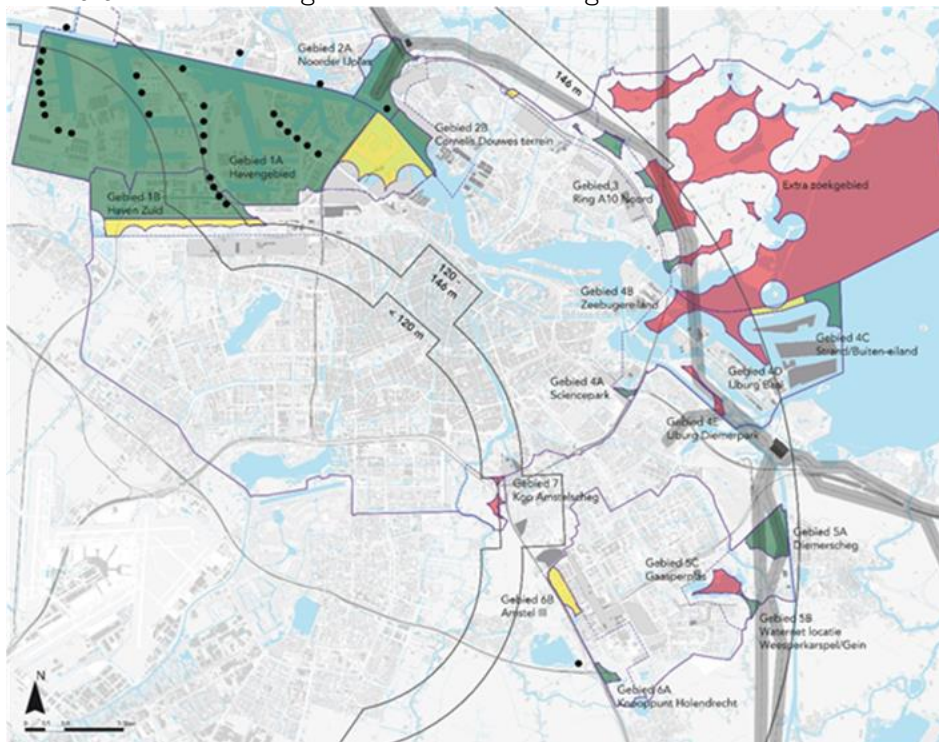 Gebied 2A
Noorder IJplas
146 m
Gebied 2B
Cornelis Douwes terrein
Gebied 1A
Havengebied
Gebied 1B
Haven Zuid
Gebied 3
Ring A10 Noord
Extra zoekgebied
120 -
146 m
< 120 m
Gebied 4B
Zeebugereiland
Gebied 4C
Strand/Buiten-eiland
Gebied 4D
IJburg Baai
Gebied 4A
Sciencepark
Gebied 4E
IJburg Diemerpark
Gebied 7
Kop Amstelscheg
Gebied 5A
Diemerscheg
Gebied 5C
Gaasperplas
Gebied 6B
Amstel III
Gebied 5B
Waternet locatie
Weesperkarspel/Gein
Gebied 6A
Knooppunt Holendrecht
N